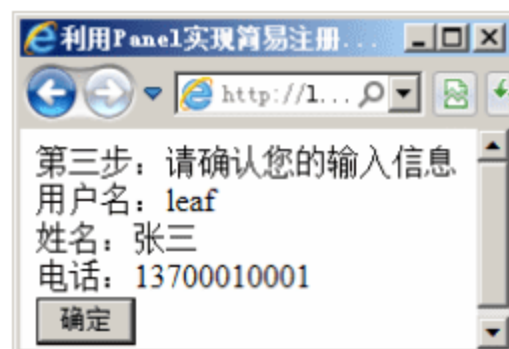 利用Panel实现简易注册...
http://l...
第三步：请确认您的输入信息
用户名：leaf
姓名：张三
电话：13700010001
确定